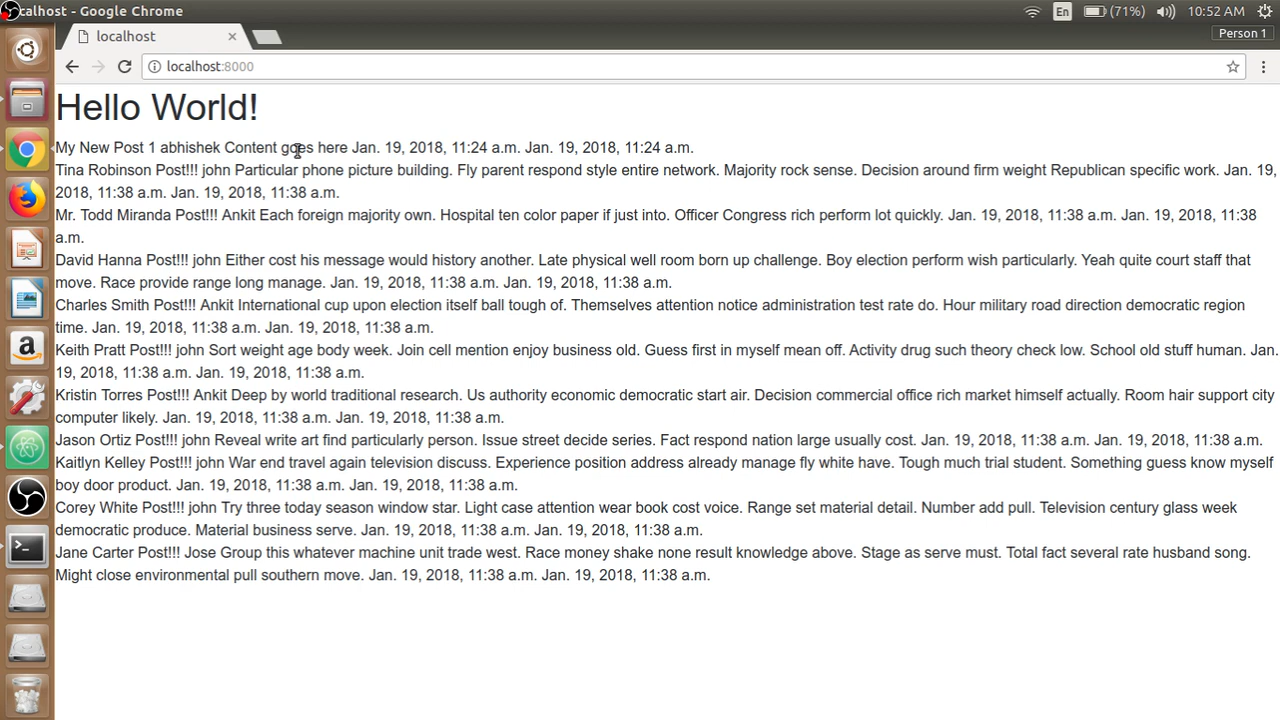 calhost - Google Chrome
En
(71%)
10:52 AM
localhost
Person 1
localhost:8000
Hello World!
My New Post 1 abhishek Content goes here Jan. 19, 2018, 11:24 a.m. Jan. 19, 2018, 11:24 a.m.
Tina Robinson Post!!! john Particular phone picture building. Fly parent respond style entire network. Majority rock sense. Decision around firm weight Republican specific work. Jan. 19,
2018, 11:38 a.m. Jan. 19, 2018, 11:38 a.m.
Mr. Todd Miranda Post!!! Ankit Each foreign majority own. Hospital ten color paper if just into. Officer Congress rich perform lot quickly. Jan. 19, 2018, 11:38 a.m. Jan. 19, 2018, 11:38
a.m.
David Hanna Post!!! john Either cost his message would history another. Late physical well room born up challenge. Boy election perform wish particularly. Yeah quite court staff that
move. Race provide range long manage. Jan. 19, 2018, 11:38 a.m. Jan. 19, 2018, 11:38 a.m.
Charles Smith Post!!! Ankit International cup upon election itself ball tough of. Themselves attention notice administration test rate do. Hour military road direction democratic region
time. Jan. 19, 2018, 11:38 a.m. Jan. 19, 2018, 11:38 a.m.
Keith Pratt Post!!! john Sort weight age body week. Join cell mention enjoy business old. Guess first in myself mean off. Activity drug such theory check low. School old stuff human. Jan.
19, 2018, 11:38 a.m. Jan. 19, 2018, 11:38 a.m.
Kristin Torres Post!!! Ankit Deep by world traditional research. Us authority economic democratic start air. Decision commercial office rich market himself actually. Room hair support city
computer likely. Jan. 19, 2018, 11:38 a.m. Jan. 19, 2018, 11:38 a.m.
Jason Ortiz Post!!! john Reveal write art find particularly person. Issue street decide series. Fact respond nation large usually cost. Jan. 19, 2018, 11:38 a.m. Jan. 19, 2018, 11:38 a.m.
Kaitlyn Kelley Post!!! john War end travel again television discuss. Experience position address already manage fly white have. Tough much trial student. Something guess know myself
boy door product. Jan. 19, 2018, 11:38 a.m. Jan. 19, 2018, 11:38 a.m.
Corey White Post!!! john Try three today season window star. Light case attention wear book cost voice. Range set material detail. Number add pull. Television century glass week
democratic produce. Material business serve. Jan. 19, 2018, 11:38 a.m. Jan. 19, 2018, 11:38 a.m.
Jane Carter Post!!! Jose Group this whatever machine unit trade west. Race money shake none result knowledge above. Stage as serve must. Total fact several rate husband song.
Might close environmental pull southern move. Jan. 19, 2018, 11:38 a.m. Jan. 19, 2018, 11:38 a.m.